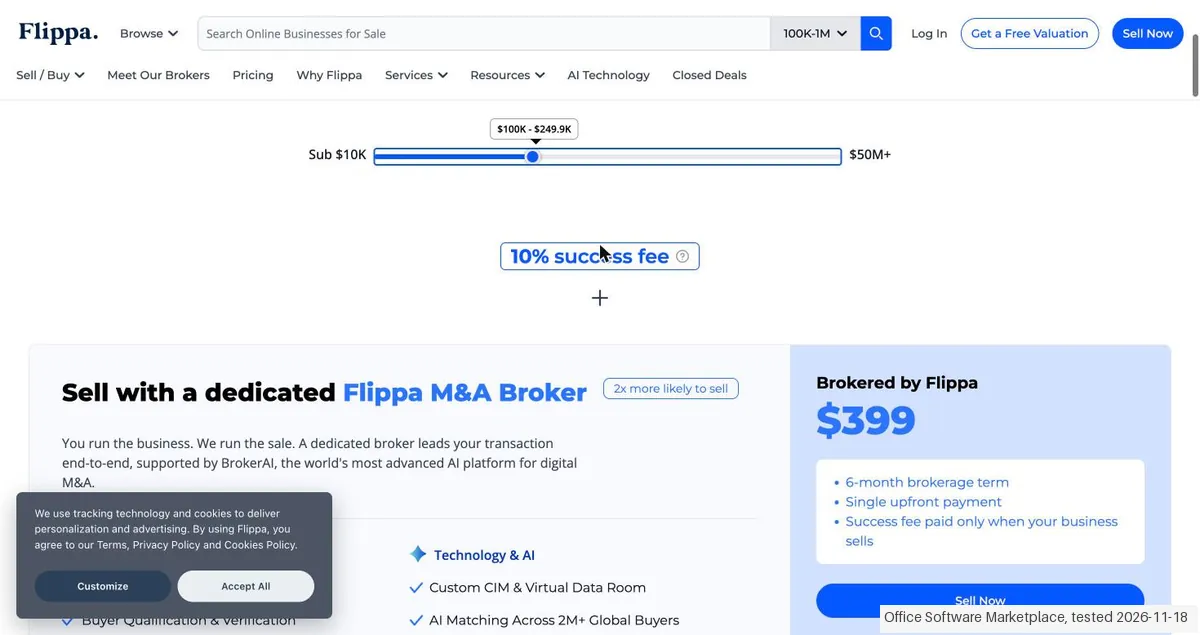 Flippa.
Browse
Search Online Businesses for Sale
100K-1M
Log In
Get a Free Valuation
Sell Now
Sell / Buy
Meet Our Brokers
Pricing
Why Flippa
Services
Resources
AI Technology
Closed Deals
$100K - $249.9K
Sub $10K
$50M+
10% success fee
?
+
Sell with a dedicated Flippa M&A Broker
2x more likely to sell
You run the business. We run the sale. A dedicated broker leads your transaction
end-to-end, supported by BrokerAI, the world's most advanced AI platform for digital
M&A.
Brokered by Flippa
$399
• 6-month brokerage term
• Single upfront payment
• Success fee paid only when your business
sells
Sell Now
Technology & AI
Custom CIM & Virtual Data Room
AI Matching Across 2M+ Global Buyers
Buyer Qualification & Verification
We use tracking technology and cookies to deliver
personalization and advertising. By using Flippa, you
agree to our Terms, Privacy Policy and Cookies Policy.
Customize
Accept All
Office Software Marketplace, tested 2026-11-18